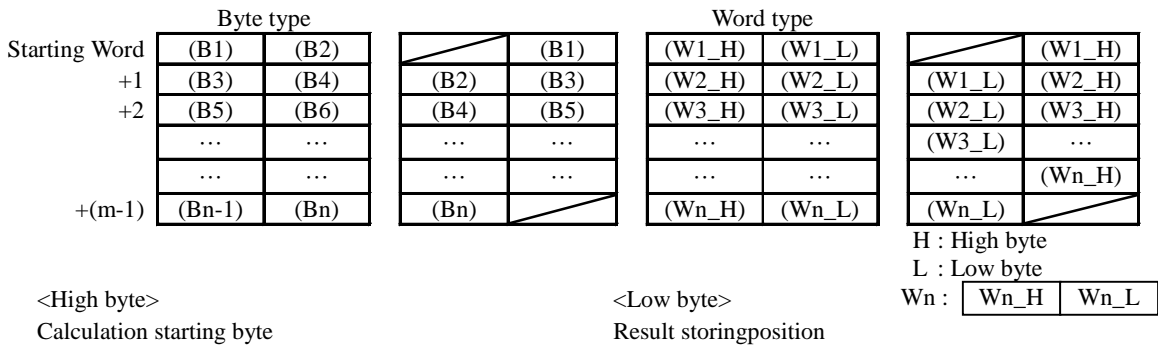 Byte type Word type
Starting Word (B1) (B2) (B1) (W1_H) (W1_L) (W1_H)
+1 (B3) (B4) (B2) (B3) (W2_H) (W2_L) (W1_L) (W2_H)
+2 (B5) (B6) (B4) (B5) (W3_H) (W3_L) (W2_L) (W3_H)
… … … … … … (W3_L) …
… … … … … … … (Wn_H)
+(m-1) (Bn-1) (Bn) (Bn) (Wn_H) (Wn_L) (Wn_L)
H : High byte
L : Low byte
<High byte> <Low byte> Wn : Wn_H Wn_L
Calculation starting byte Result storingposition